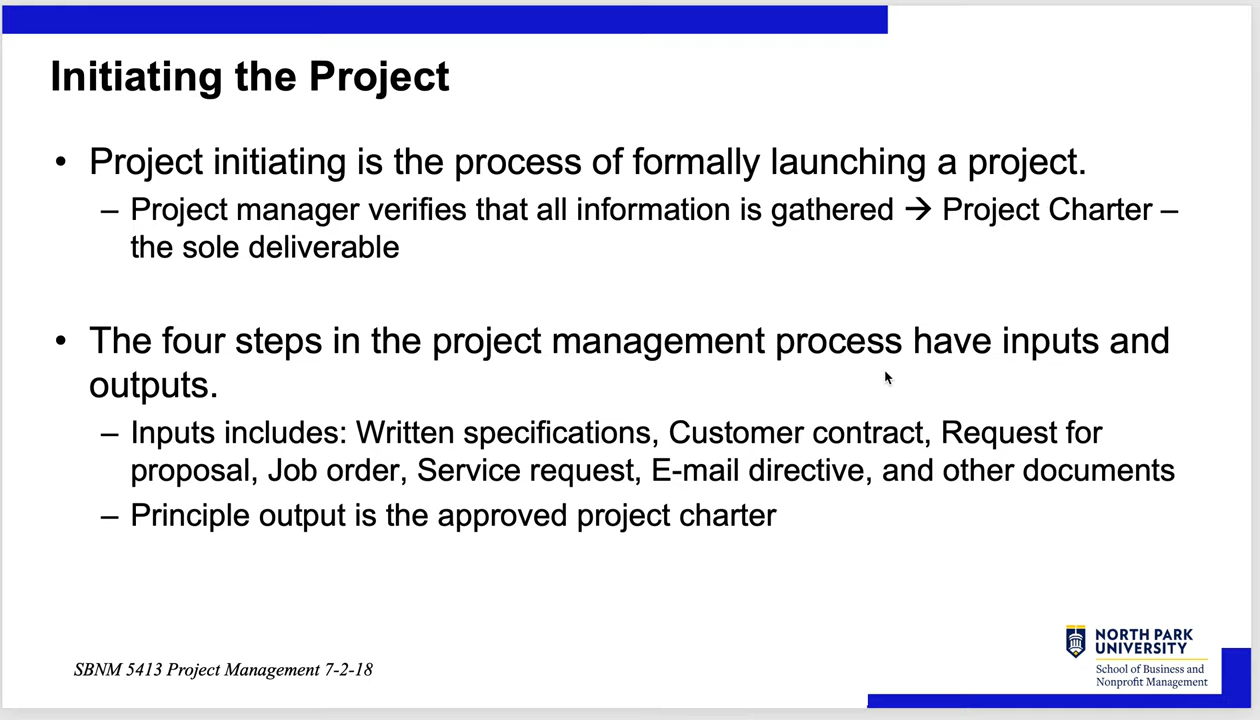 Initiating the Project
• Project initiating is the process of formally launching a project.
– Project manager verifies that all information is gathered → Project Charter –
the sole deliverable
• The four steps in the project management process have inputs and
outputs.
– Inputs includes: Written specifications, Customer contract, Request for
proposal, Job order, Service request, E-mail directive, and other documents
– Principle output is the approved project charter
SBNM 5413 Project Management 7-2-18
NORTH PARK
UNIVERSITY
School of Business and
Nonprofit Management